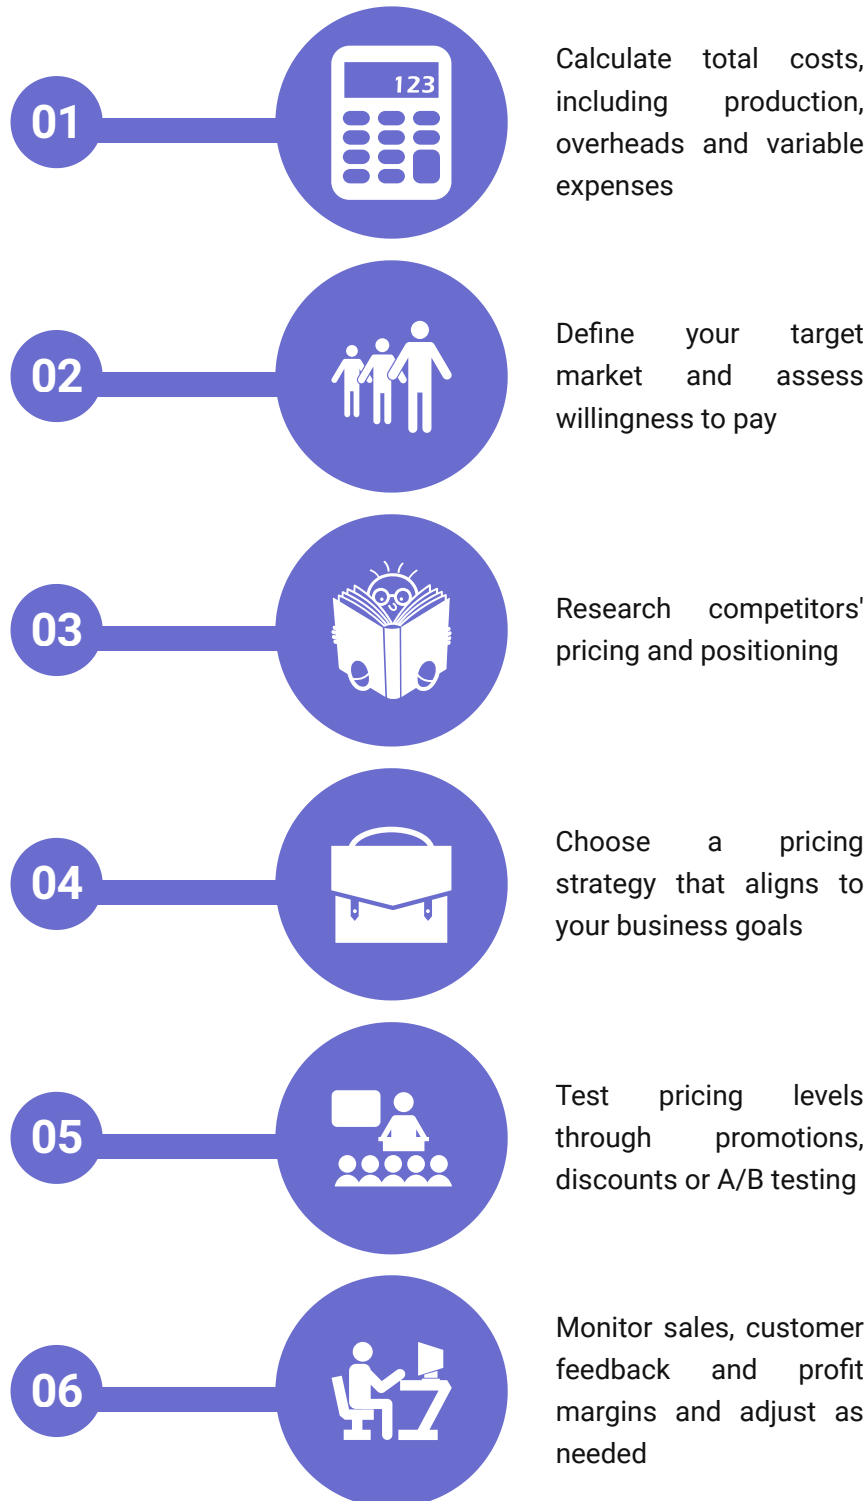 01
123
Calculate total costs,
including production,
overheads and variable
expenses
02
Define your target
market and assess
willingness to pay
03
Research competitors'
pricing and positioning
04
Choose a pricing
strategy that aligns to
your business goals
05
Test pricing levels
through promotions,
discounts or A/B testing
06
Monitor sales, customer
feedback and profit
margins and adjust as
needed